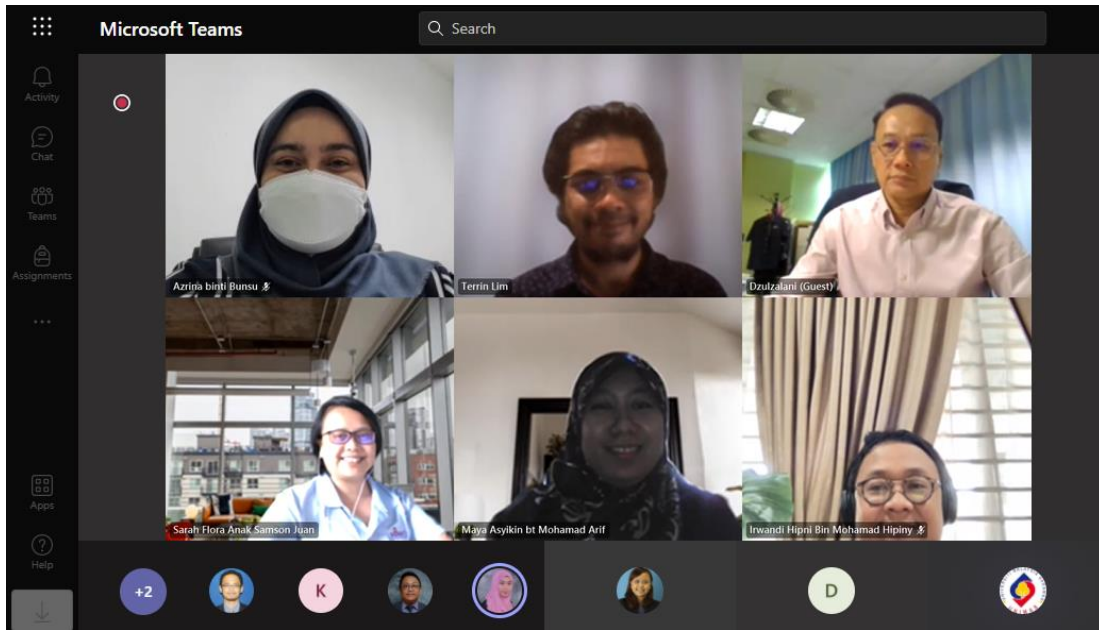 Microsoft Teams
Search
Activity
Chat
Teams
Assignments
Apps
Help
Azrina binti Bunsu
Terrin Lim
Dzulzalani (Guest)
Sarah Flora Anak Samson Juan
Maya Asyikin bt Mohamad Arif
Irwandi Hipni Bin Mohamad Hipiny
+2
K
D